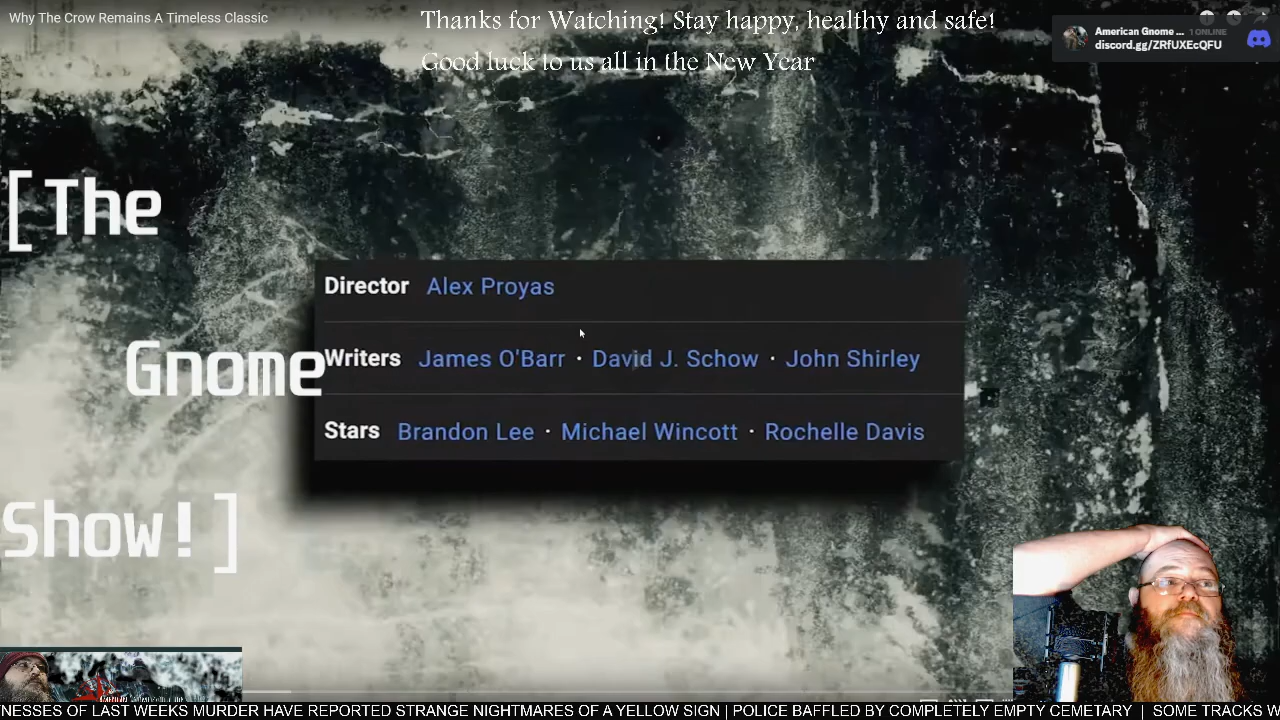 Why The Crow Remains A Timeless Classic
Thanks for Watching! Stay happy, healthy and safe!
Good luck to us all in the New Year
American Gnome ... 1 ONLINE
discord.gg/ZRfUXEcQFU
[The
Gnome
Show!]
Director Alex Proyas
Writers James O'Barr · David J. Schow · John Shirley
Stars Brandon Lee · Michael Wincott · Rochelle Davis
NESSES OF LAST WEEKS MURDER HAVE REPORTED STRANGE NIGHTMARES OF A YELLOW SIGN | POLICE BAFFLED BY COMPLETELY EMPTY CEMETARY | SOME TRACKS W